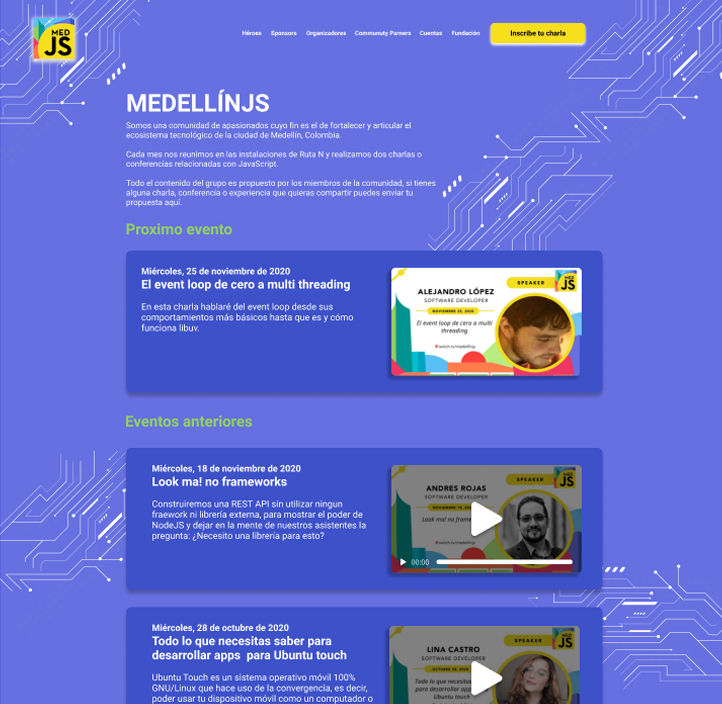 MED
JS
Héroes Sponsors Organizadores Communuty Parners Cuentas Fundación Inscribe tu charla
MEDELLÍNJS
Somos una comunidad de apasionados cuyo fin es el de fortalecer y articular el
ecosistema tecnológico de la ciudad de Medellín, Colombia.
Cada mes nos reunimos en las instalaciones de Ruta N y realizamos dos charlas o
conferencias relacionadas con JavaScript.
Todo el contenido del grupo es propuesto por los miembros de la comunidad, si tienes
alguna charla, conferencia o experiencia que quieras compartir puedes enviar tu
propuesta aquí.
Proximo evento
Miércoles, 25 de noviembre de 2020
El event loop de cero a multi threading
En esta charla hablaré del event loop desde sus
comportamientos más básicos hasta que es y cómo
funciona libuv.
SPEAKER
MED
JS
ALEJANDRO LÓPEZ
SOFTWARE DEVELOPER
NOVIEMBRE 25, 2020
El event loop de cero a multi
threading
twitch.tv/medellinjs
Eventos anteriores
Miércoles, 18 de noviembre de 2020
Look ma! no frameworks
Construiremos una REST API sin utilizar ningun
fraework ni librería externa, para mostrar el poder de
NodeJS y dejar en la mente de nuestros asistentes la
pregunta: ¿Necesito una librería para esto?
SPEAKER
MED
JS
ANDRES ROJAS
SOFTWARE DEVELOPER
Look ma! no frame
00:00
Miércoles, 28 de octubre de 2020
Todo lo que necesitas saber para
desarrollar apps para Ubuntu touch
Ubuntu Touch es un sistema operativo móvil 100%
GNU/Linux que hace uso de la convergencia, es decir,
poder usar tu dispositivo móvil como un computador o
SPEAKER
MED
JS
LINA CASTRO
SOFTWARE DEVELOPER
Todo lo que necesitas
para desarrollar app
Ubuntu touch